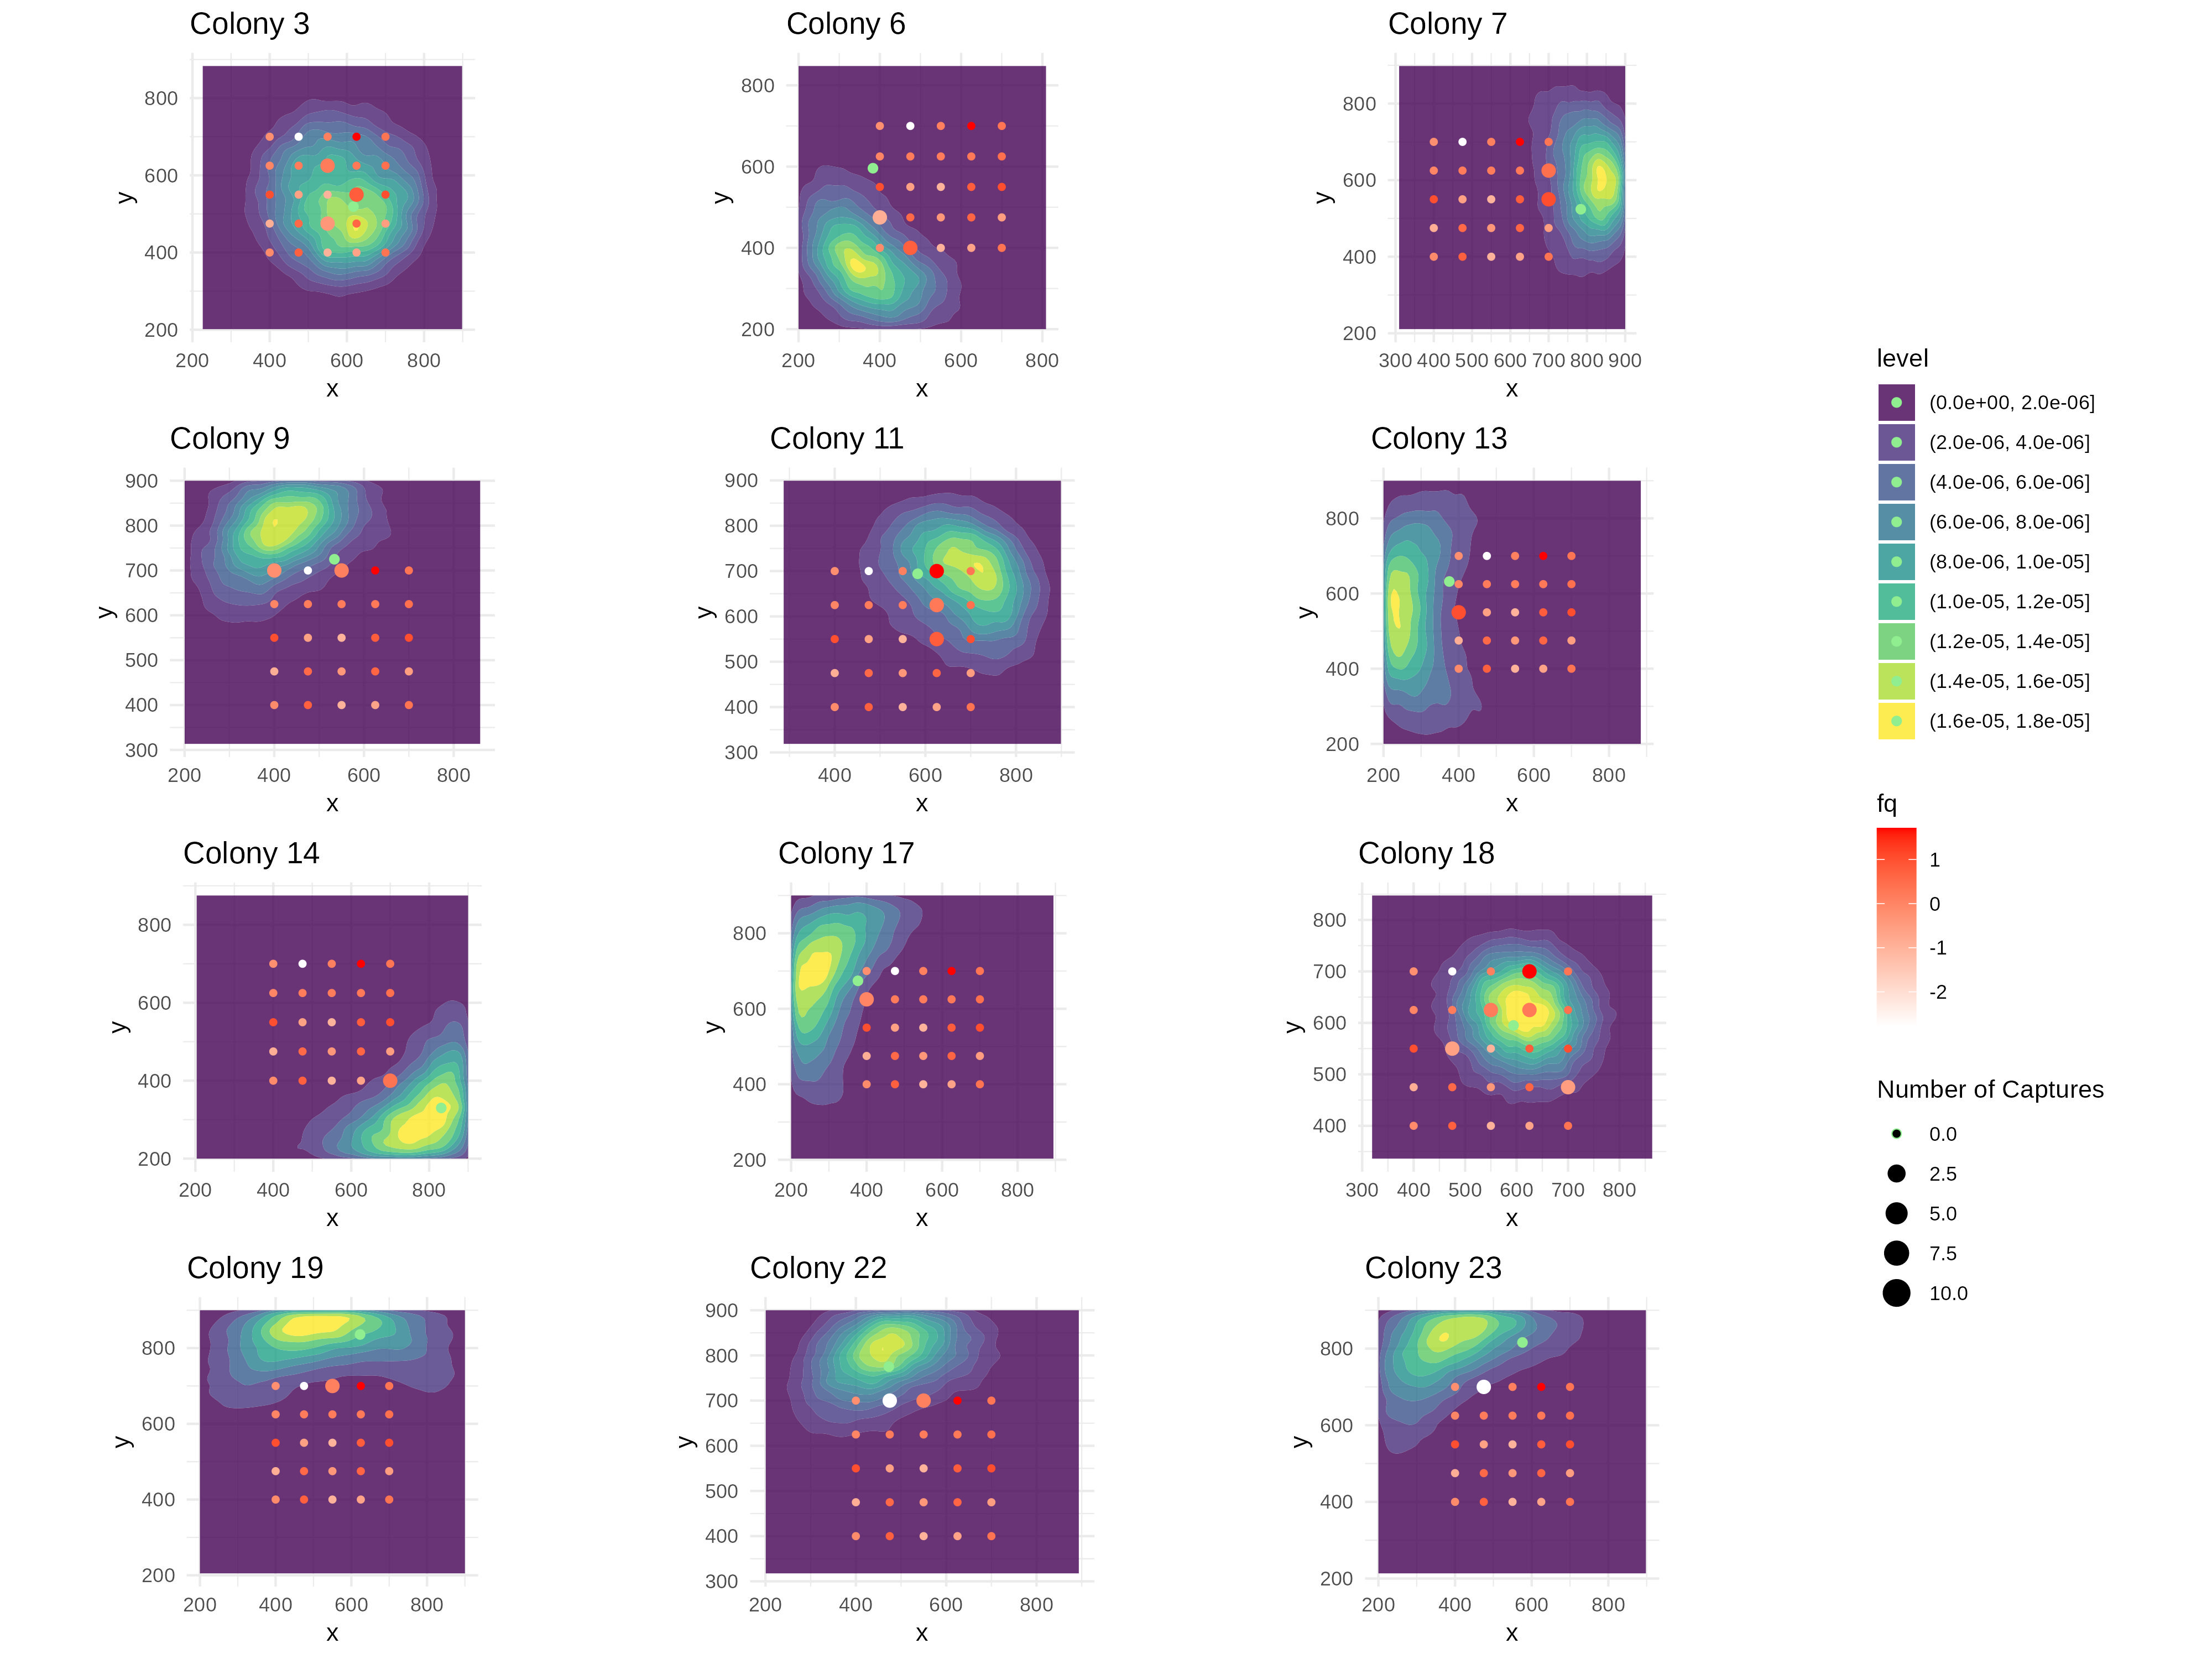 Colony 3 Colony 6 Colony 7
800 800 800
600 600 600
y y y
400 400 400
200 200 200
200 400 600 800 200 400 600 800 300 400 500 600 700 800 900
x x x
Colony 9 Colony 11 Colony 13
900 900
800 800 800
700 700
600 600 600
y y y
500 500
400 400 400
300 300 200
200 400 600 800 400 600 800 200 400 600 800
x x x
Colony 14 Colony 17 Colony 18
800 800 800
700
600 600 600
y y y
500
400 400 400
200 200
200 400 600 800 200 400 600 800 300 400 500 600 700 800
x x x
Colony 19 Colony 22 Colony 23
900
800 800 800
700
600 600 600
y y y
500
400 400 400
200 300 200
200 400 600 800 200 400 600 800 200 400 600 800
x x x
level
(0.0e+00, 2.0e-06]
(2.0e-06, 4.0e-06]
(4.0e-06, 6.0e-06]
(6.0e-06, 8.0e-06]
(8.0e-06, 1.0e-05]
(1.0e-05, 1.2e-05]
(1.2e-05, 1.4e-05]
(1.4e-05, 1.6e-05]
(1.6e-05, 1.8e-05]
fq
1
0
-1
-2
Number of Captures
0.0
2.5
5.0
7.5
10.0